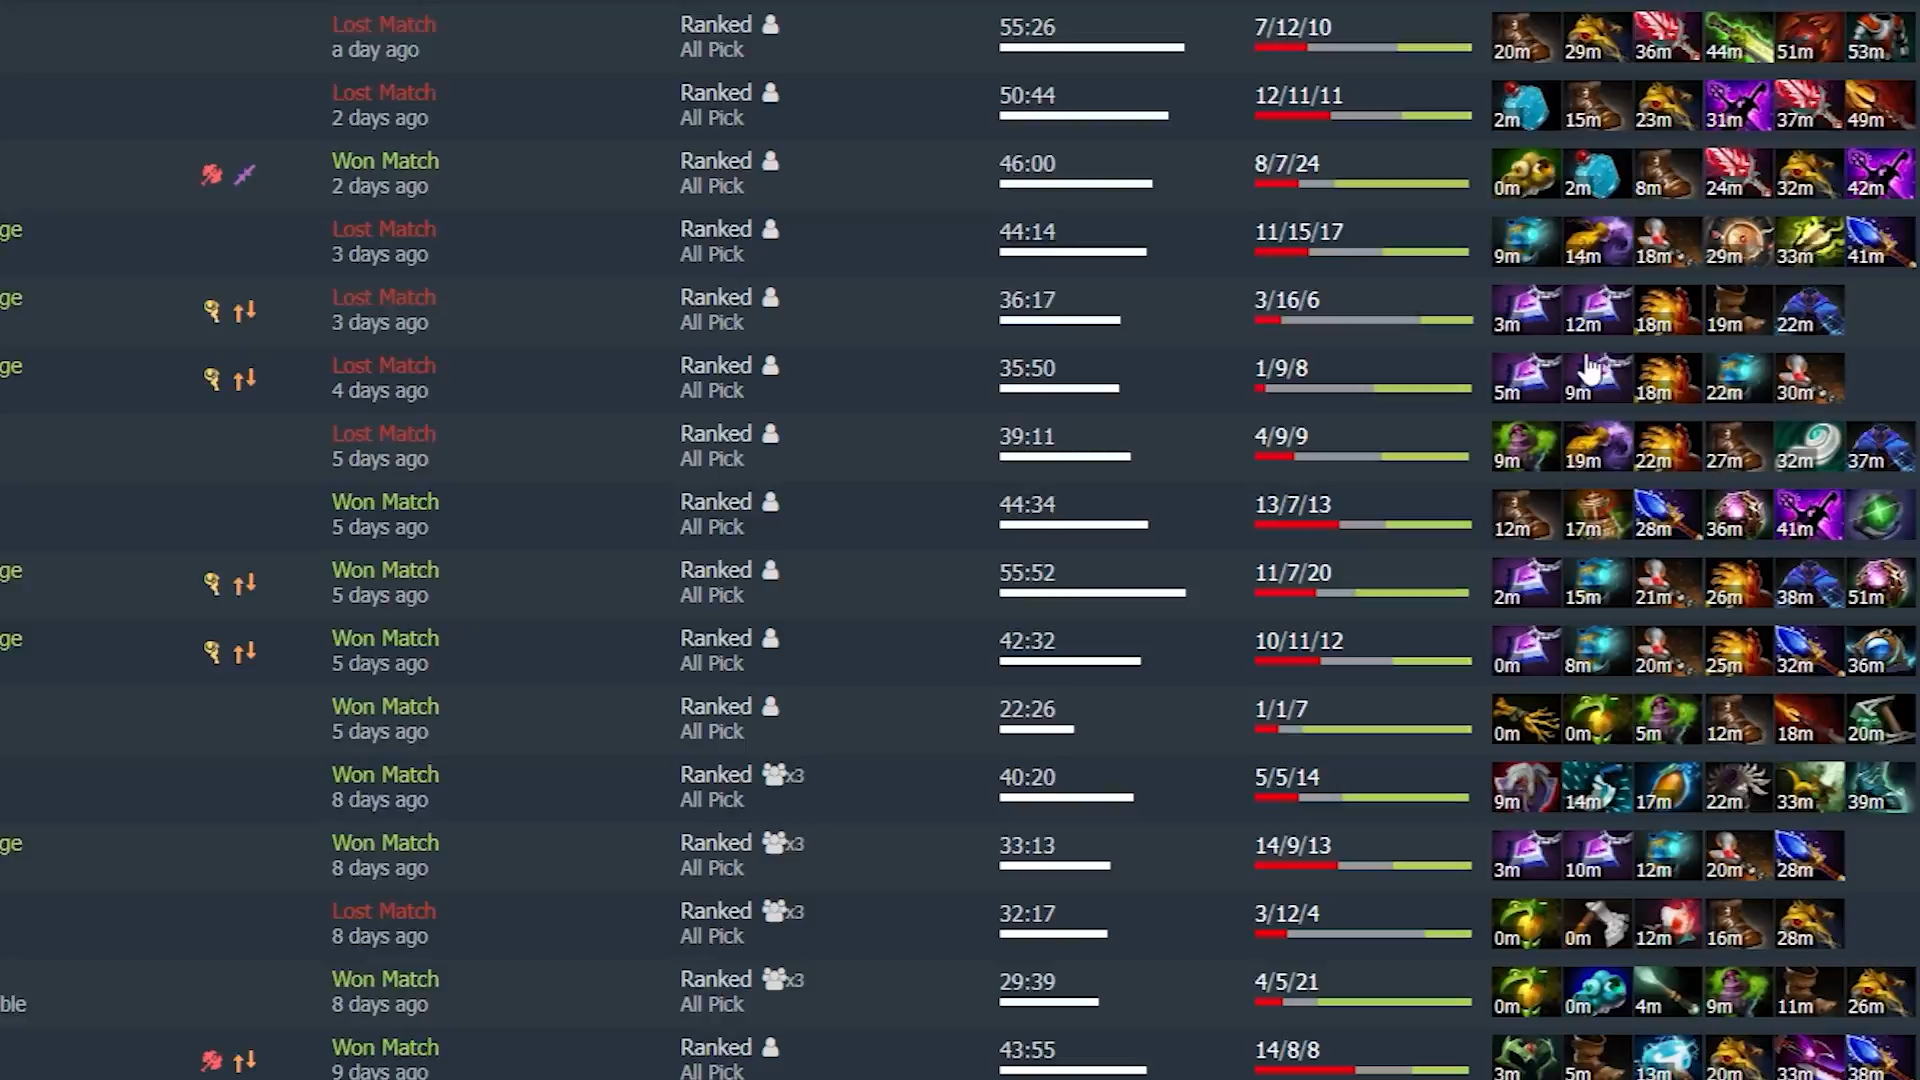 Lost Match Ranked 55:26 7/12/10 20m 29m 36m 44m 51m 53m
a day ago All Pick
Lost Match Ranked 50:44 12/11/11 2m 15m 23m 31m 37m 49m
2 days ago All Pick
Won Match Ranked 46:00 8/7/24 0m 2m 8m 24m 32m 42m
2 days ago All Pick
ge Lost Match Ranked 44:14 11/15/17 9m 14m 18m 29m 33m 41m
3 days ago All Pick
ge Lost Match Ranked 36:17 3/16/6 3m 12m 18m 19m 22m
3 days ago All Pick
ge Lost Match Ranked 35:50 1/9/8 5m 9m 18m 22m 30m
4 days ago All Pick
Lost Match Ranked 39:11 4/9/9 9m 19m 22m 27m 32m 37m
5 days ago All Pick
Won Match Ranked 44:34 13/7/13 12m 17m 28m 36m 41m
5 days ago All Pick
ge Won Match Ranked 55:52 11/7/20 2m 15m 21m 26m 38m 51m
5 days ago All Pick
ge Won Match Ranked 42:32 10/11/12 0m 8m 20m 25m 32m 36m
5 days ago All Pick
Won Match Ranked 22:26 1/1/7 0m 0m 5m 12m 18m 20m
5 days ago All Pick
Won Match Ranked x3 40:20 5/5/14 9m 14m 17m 22m 33m 39m
8 days ago All Pick
ge Won Match Ranked x3 33:13 14/9/13 3m 10m 12m 20m 28m
8 days ago All Pick
Lost Match Ranked x3 32:17 3/12/4 0m 0m 12m 16m 28m
8 days ago All Pick
Won Match Ranked x3 29:39 4/5/21 0m 0m 4m 9m 11m 26m
ble 8 days ago All Pick
Won Match Ranked 43:55 14/8/8 3m 5m 13m 20m 33m 38m
9 days ago All Pick